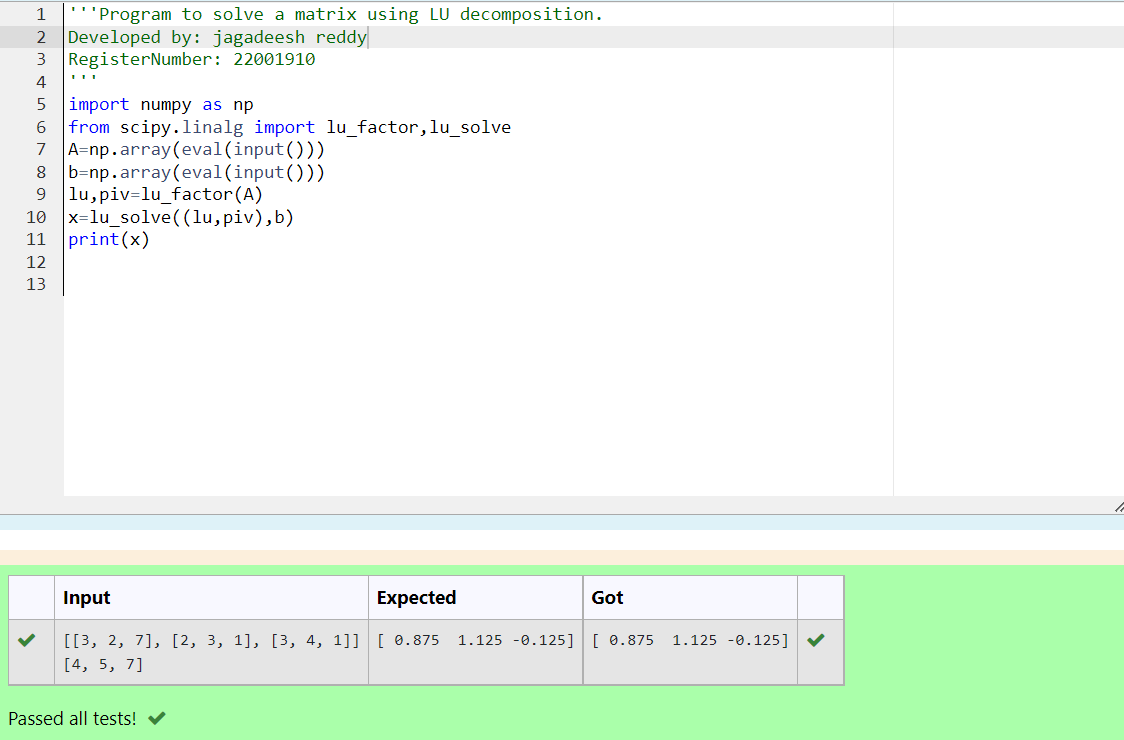 1 '''Program to solve a matrix using LU decomposition.
2 Developed by: jagadeesh reddy
3 RegisterNumber: 22001910
4 '''
5 import numpy as np
6 from scipy.linalg import lu_factor,lu_solve
7 A=np.array(eval(input()))
8 b=np.array(eval(input()))
9 lu,piv=lu_factor(A)
10 x=lu_solve((lu,piv),b)
11 print(x)
12
13
Input Expected Got
[[3, 2, 7], [2, 3, 1], [3, 4, 1]] [ 0.875  1.125 -0.125] [ 0.875  1.125 -0.125]
[4, 5, 7]
Passed all tests!